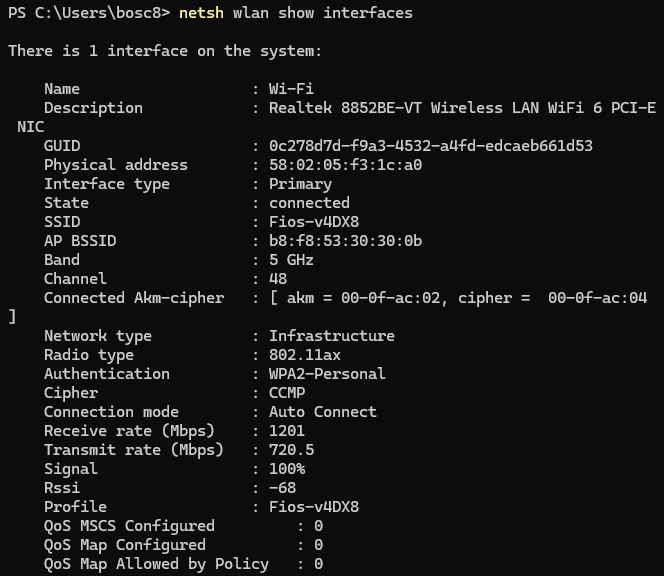 PS C:\Users\bosc8> netsh wlan show interfaces
There is 1 interface on the system:
Name : Wi-Fi
Description : Realtek 8852BE-VT Wireless LAN WiFi 6 PCI-E
NIC
GUID : 0c278d7d-f9a3-4532-a4fd-edcaeb661d53
Physical address : 58:02:05:f3:1c:a0
Interface type : Primary
State : connected
SSID : Fios-v4DX8
AP BSSID : b8:f8:53:30:30:0b
Band : 5 GHz
Channel : 48
Connected Akm-cipher : [ akm = 00-0f-ac:02, cipher = 00-0f-ac:04
]
Network type : Infrastructure
Radio type : 802.11ax
Authentication : WPA2-Personal
Cipher : CCMP
Connection mode : Auto Connect
Receive rate (Mbps) : 1201
Transmit rate (Mbps) : 720.5
Signal : 100%
Rssi : -68
Profile : Fios-v4DX8
QoS MSCS Configured : 0
QoS Map Configured : 0
QoS Map Allowed by Policy : 0